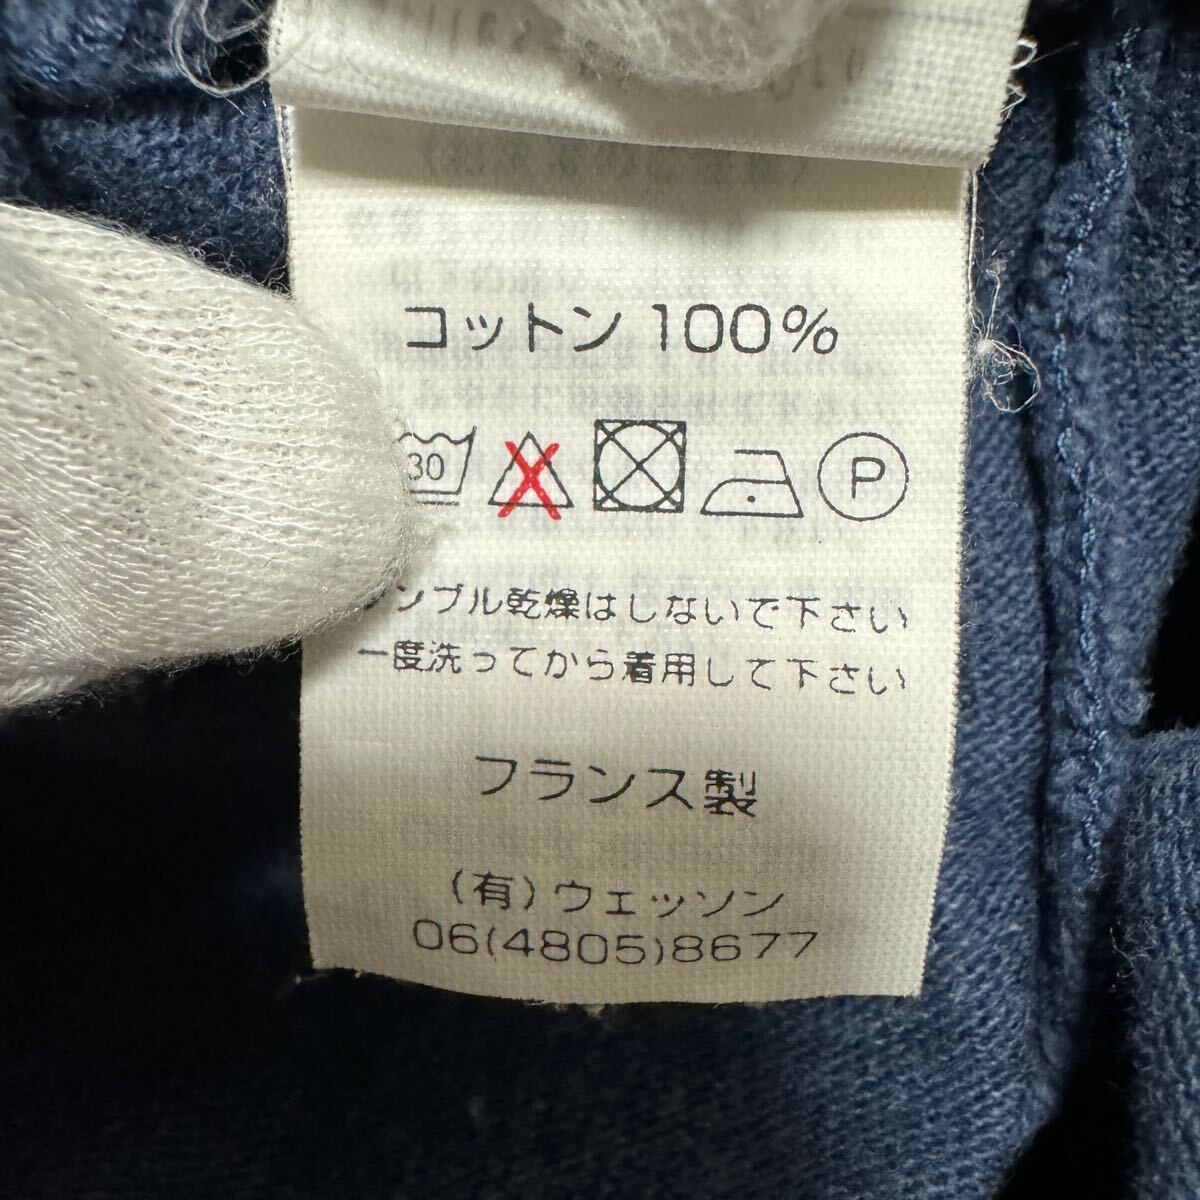 コットン 100%
30
P
ンブル乾燥はしないで下さい
一度洗ってから着用して下さい
フランス製
(有)ウェッソン
06(4805)8677